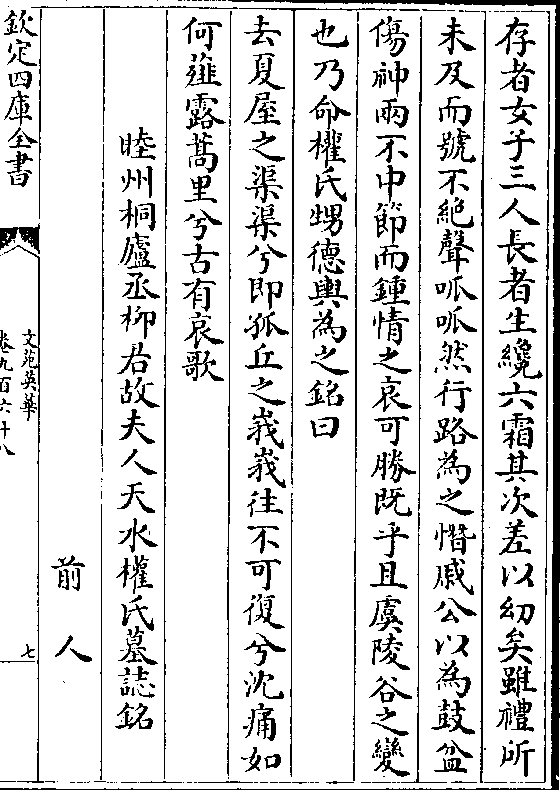 存者女子三人長者生纔六霜其次差以幼矣雖禮所
未及而號不絶聲呱呱然行路為之憯戚公以為鼓盆
傷神兩不中節而鍾情之哀可勝既乎且虞陵谷之變
也乃命權氏甥德輿為之銘曰
去夏屋之渠渠兮即孤丘之峩峩往不可復兮沈痛如
何薤露蒿里兮古有哀歌
睦州桐廬丞柳君故夫人天水權氏墓誌銘
前人
欽定四庫全書
文苑英華
卷九百六十八
七